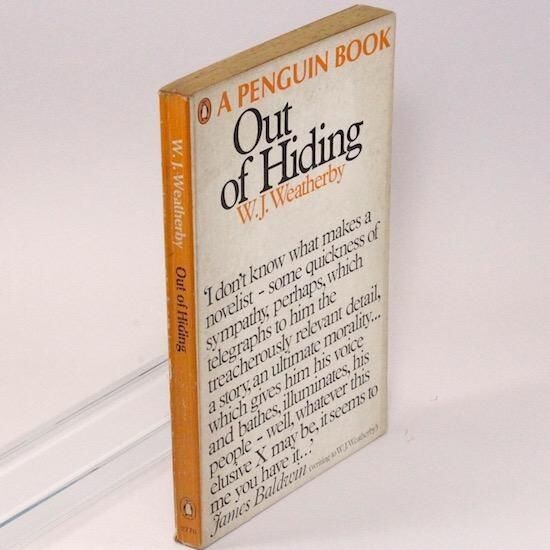 A PENGUIN BOOK
Out
of Hiding
W.J. Weatherby
'I don't know what makes a
novelist – some quickness of
sympathy, perhaps, which
telegraphs to him the
treacherously relevant detail,
a story, an ultimate morality...
which gives him his voice
and bathes, illuminates, his
people – well, whatever this
elusive X may be, it seems to
me you have it...'
James Baldwin (writing to W.J. Weatherby)
W. J. Weatherby
Out of Hiding